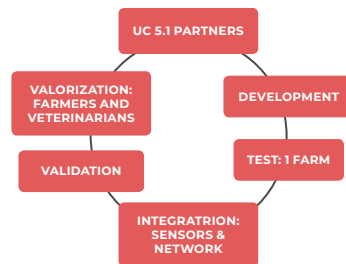 UC 5.1 PARTNERS
DEVELOPMENT
TEST: 1 FARM
INTEGRATRION:
SENSORS &
NETWORK
VALIDATION
VALORIZATION:
FARMERS AND
VETERINARIANS